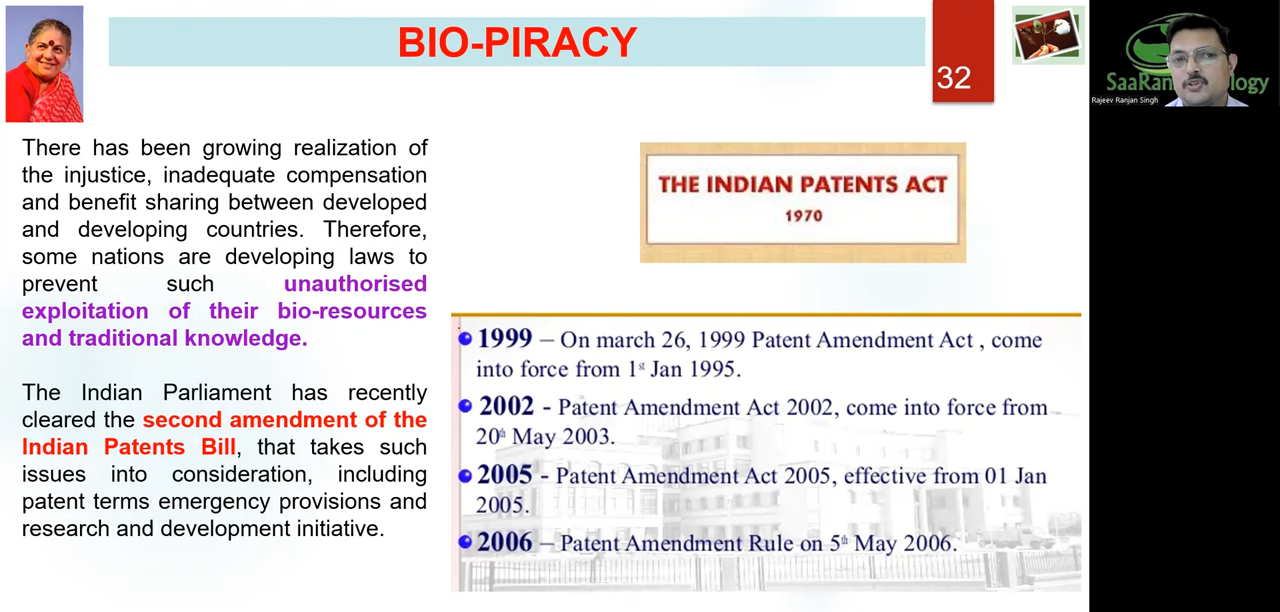 BIO-PIRACY
32
SaaRan
logy
Rajeev Ranjan Singh
There has been growing realization of
the injustice, inadequate compensation
and benefit sharing between developed
and developing countries. Therefore,
some nations are developing laws to
prevent such unauthorised
exploitation of their bio-resources
and traditional knowledge.
The Indian Parliament has recently
cleared the second amendment of the
Indian Patents Bill, that takes such
issues into consideration, including
patent terms emergency provisions and
research and development initiative.
THE INDIAN PATENTS ACT
1970
1999 – On march 26, 1999 Patent Amendment Act , come
into force from 1st Jan 1995.
2002 - Patent Amendment Act 2002, come into force from
20th May 2003.
2005 - Patent Amendment Act 2005, effective from 01 Jan
2005.
2006 – Patent Amendment Rule on 5th May 2006.